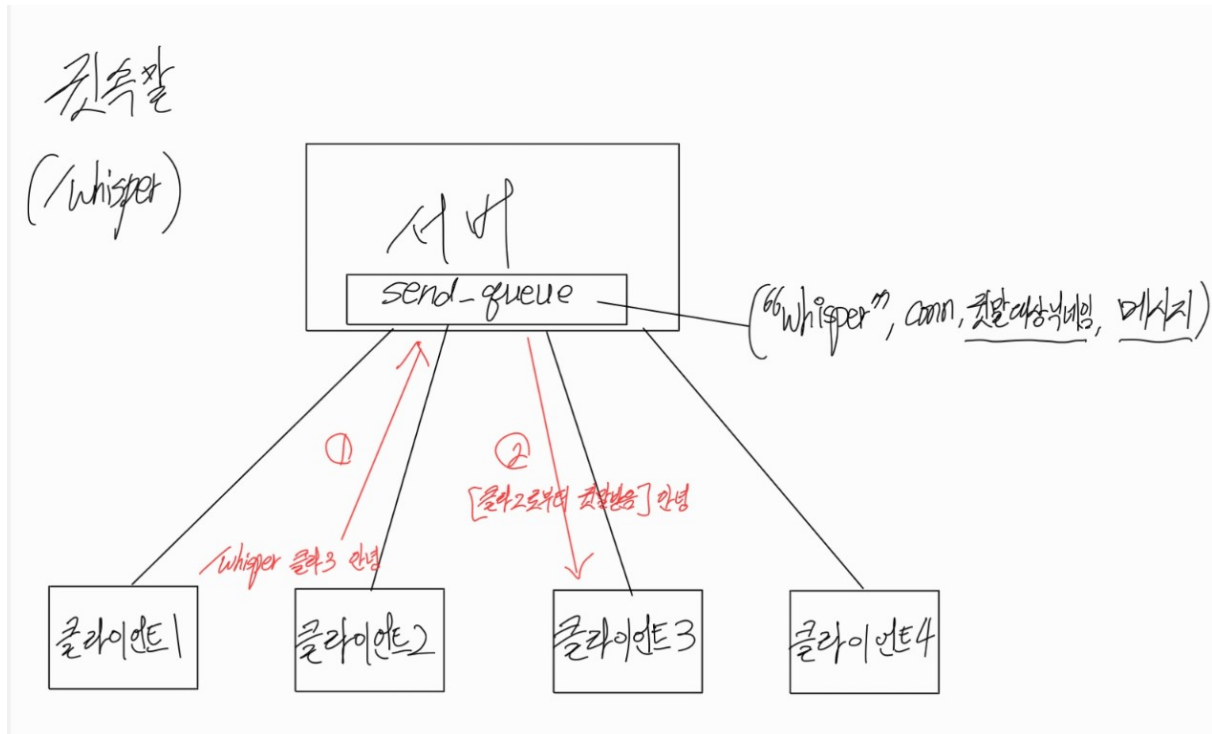 귓속말
(/whisper)
서버
send_queue
("whisper", conn, 귓말대상닉네임, 메시지)
①
②
[클라2로부터 귓말받음] 안녕
/whisper 클라3 안녕
클라이언트1
클라이언트2
클라이언트3
클라이언트4